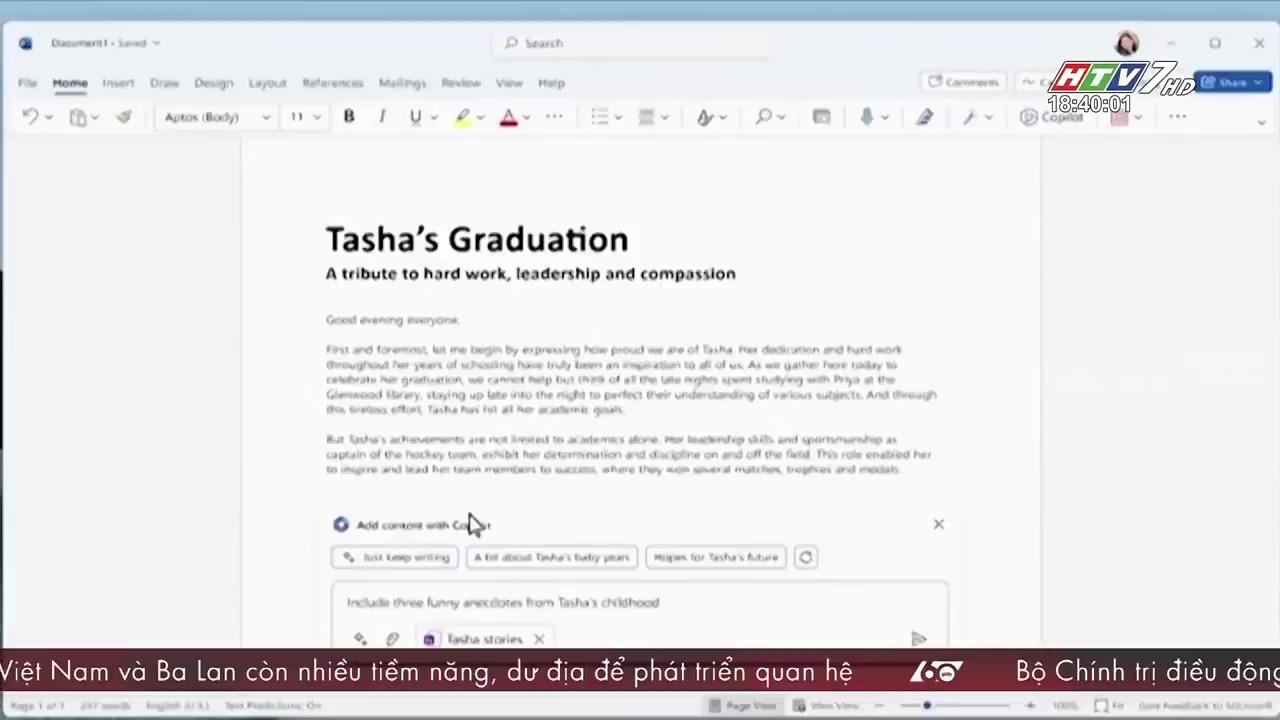 Document1 - Saved
Search
HTV7 HD
18:40:01
File Home Insert Draw Design Layout References Mailings Review View Help
Comments
Share
Aptos (Body) 11 B I U A Copilot
Tasha's Graduation
A tribute to hard work, leadership and compassion
Good evening everyone,
First and foremost, let me begin by expressing how proud we are of Tasha. Her dedication and hard work
throughout her years of schooling have truly been an inspiration to all of us. As we gather here today to
celebrate her graduation, we cannot help but think of all the late nights spent studying with Priya at the
Glenwood library, staying up late into the night to perfect their understanding of various subjects. And through
this tireless effort, Tasha has hit all her academic goals.
But Tasha's achievements are not limited to academics alone. Her leadership skills and sportsmanship as
captain of the hockey team, exhibit her determination and discipline on and off the field. This role enabled her
to inspire and lead her team members to success, where they won several matches, trophies and medals.
Add content with
Just keep writing
A bit about Tasha's baby years
Hopes for Tasha's future
Include three funny anecdotes from Tasha's childhood
Tasha stories
Việt Nam và Ba Lan còn nhiều tiềm năng, dư địa để phát triển quan hệ 60 Bộ Chính trị điều động
Page 1 of 1 English (U.S.) Text Predictions: On Page View 100% Fit Give Feedback to Microsoft